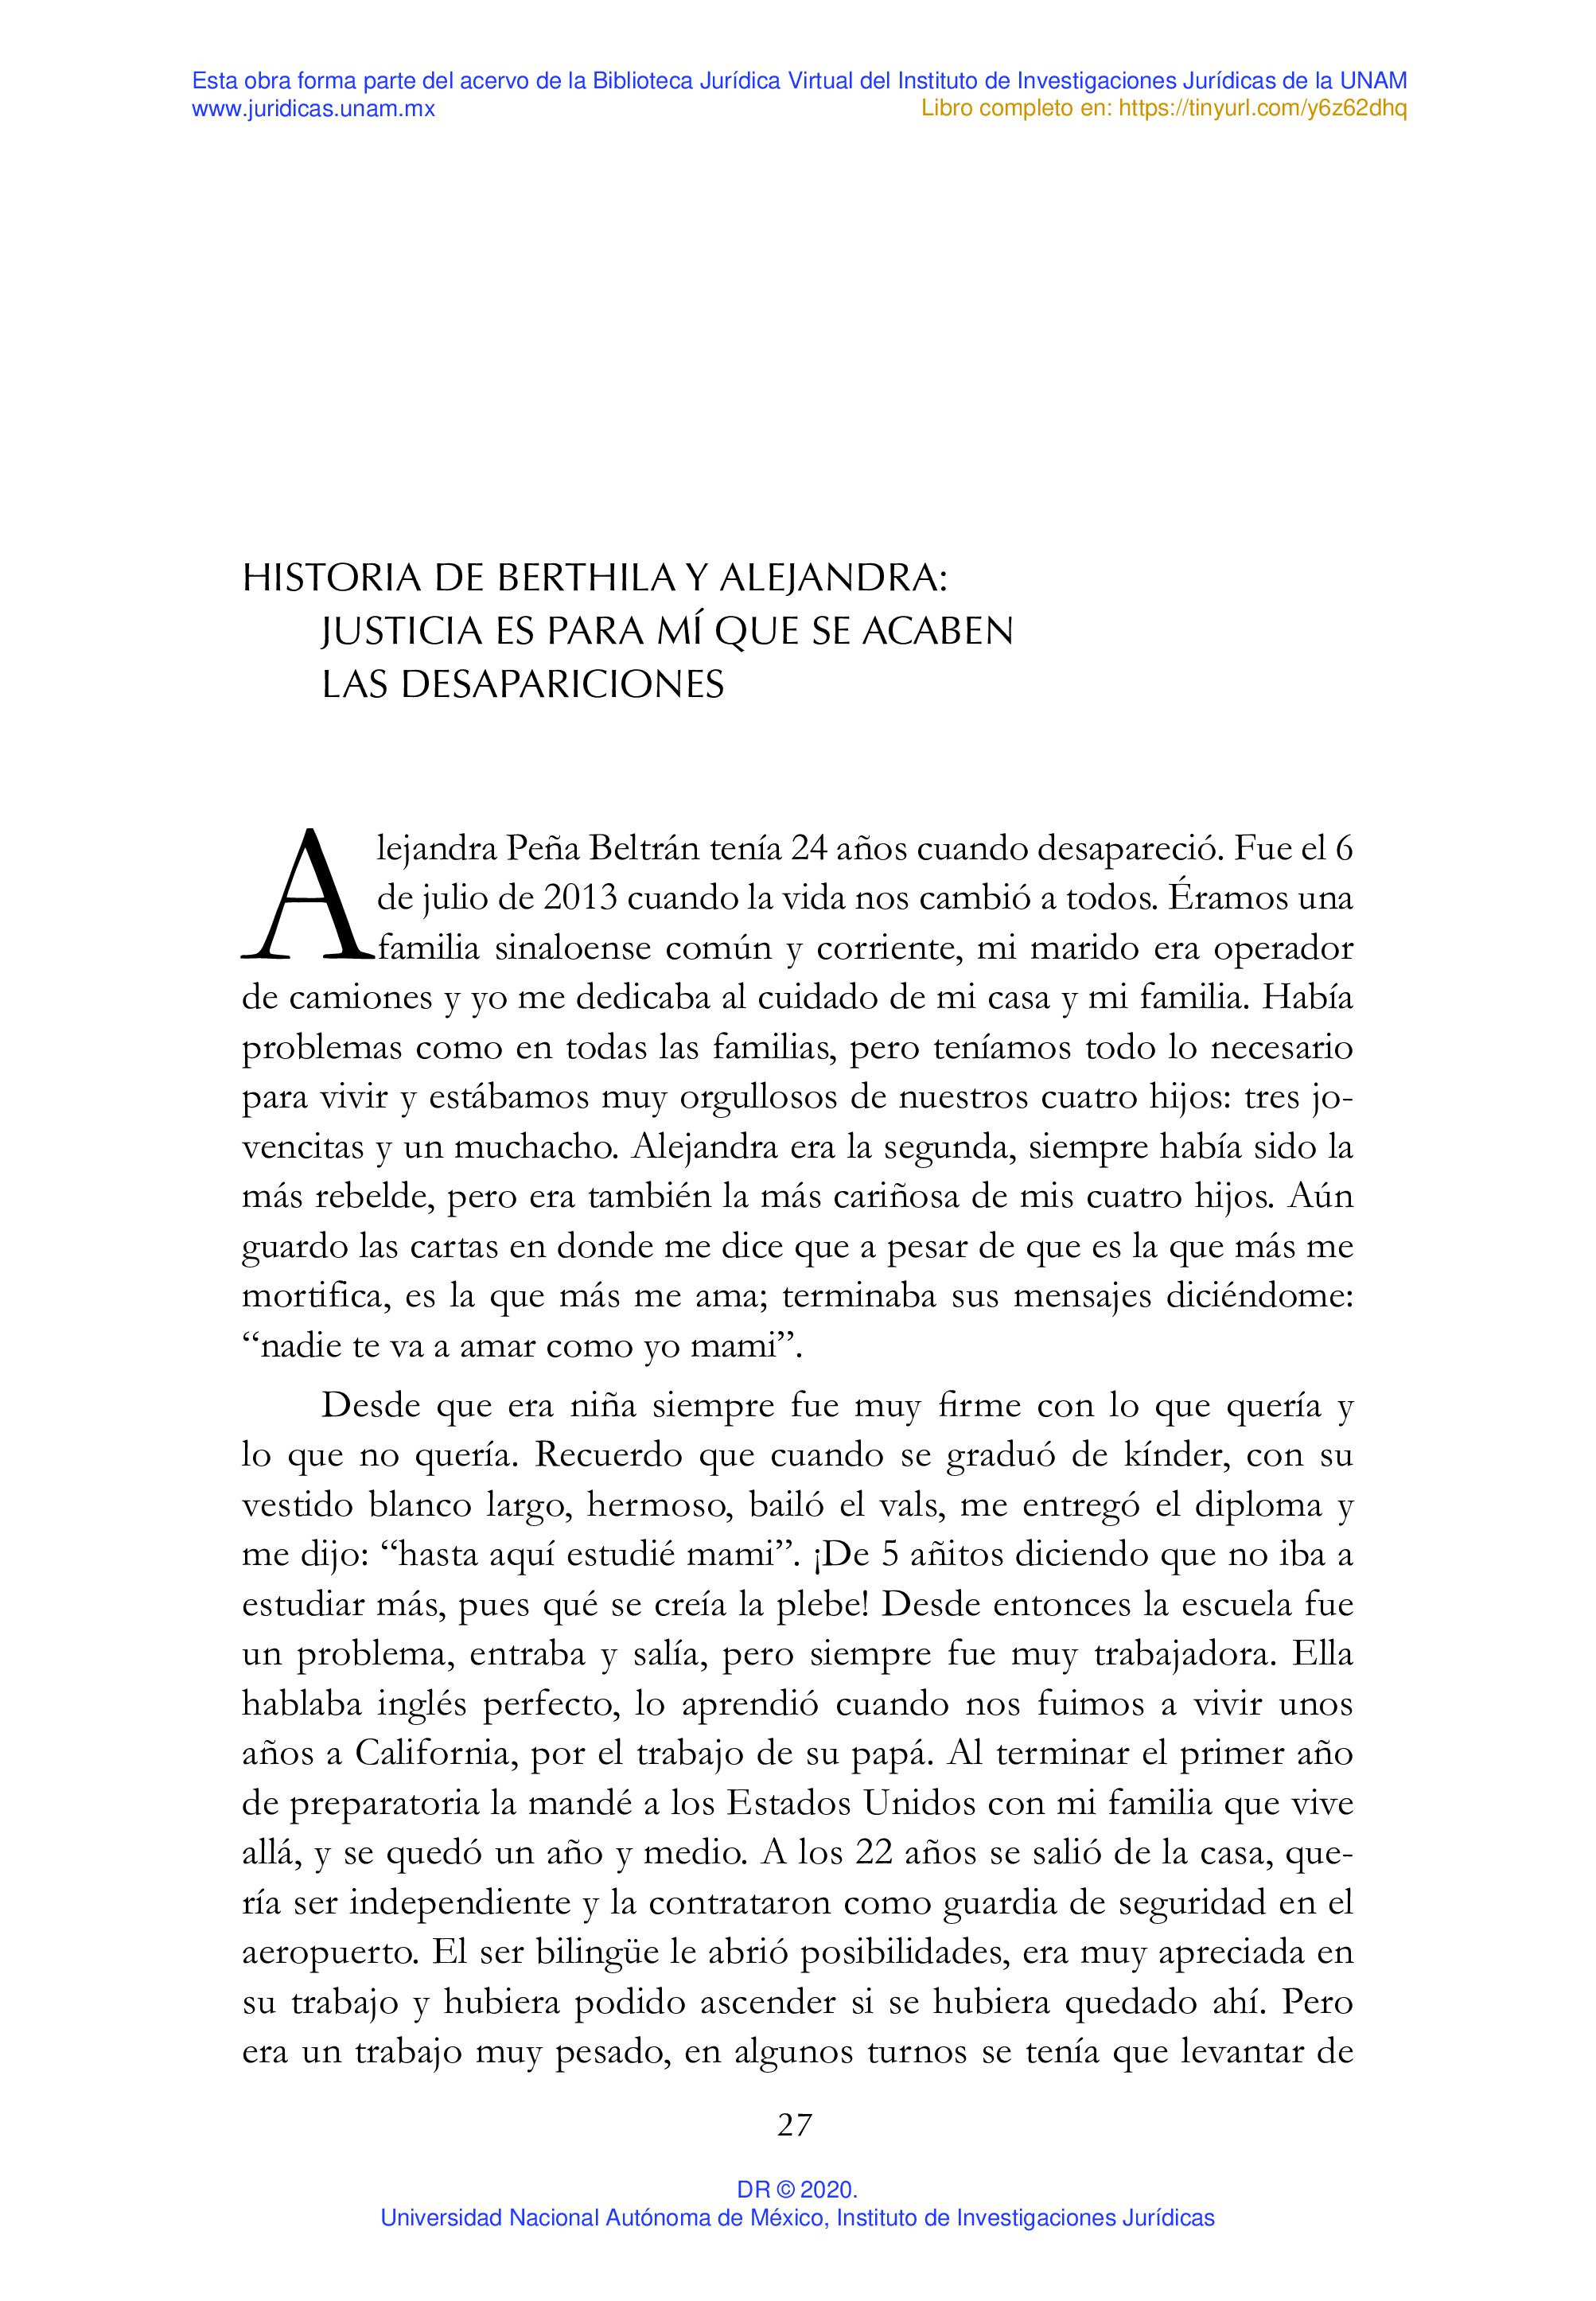 Esta obra forma parte del acervo de la Biblioteca Jurídica Virtual del Instituto de Investigaciones Jurídicas de la UNAM
www.juridicas.unam.mx
Libro completo en: https://tinyurl.com/y6z62dhq
HISTORIA DE BERTHILA Y ALEJANDRA:
JUSTICIA ES PARA MÍ QUE SE ACABEN
LAS DESAPARICIONES
Alejandra Peña Beltrán tenía 24 años cuando desapareció. Fue el 6
de julio de 2013 cuando la vida nos cambió a todos. Éramos una
familia sinaloense común y corriente, mi marido era operador
de camiones y yo me dedicaba al cuidado de mi casa y mi familia. Había
problemas como en todas las familias, pero teníamos todo lo necesario
para vivir y estábamos muy orgullosos de nuestros cuatro hijos: tres jo-
vencitas y un muchacho. Alejandra era la segunda, siempre había sido la
más rebelde, pero era también la más cariñosa de mis cuatro hijos. Aún
guardo las cartas en donde me dice que a pesar de que es la que más me
mortifica, es la que más me ama; terminaba sus mensajes diciéndome:
“nadie te va a amar como yo mami”.
Desde que era niña siempre fue muy firme con lo que quería y
lo que no quería. Recuerdo que cuando se graduó de kínder, con su
vestido blanco largo, hermoso, bailó el vals, me entregó el diploma y
me dijo: “hasta aquí estudié mami”. ¡De 5 añitos diciendo que no iba a
estudiar más, pues qué se creía la plebe! Desde entonces la escuela fue
un problema, entraba y salía, pero siempre fue muy trabajadora. Ella
hablaba inglés perfecto, lo aprendió cuando nos fuimos a vivir unos
años a California, por el trabajo de su papá. Al terminar el primer año
de preparatoria la mandé a los Estados Unidos con mi familia que vive
allá, y se quedó un año y medio. A los 22 años se salió de la casa, que-
ría ser independiente y la contrataron como guardia de seguridad en el
aeropuerto. El ser bilingüe le abrió posibilidades, era muy apreciada en
su trabajo y hubiera podido ascender si se hubiera quedado ahí. Pero
era un trabajo muy pesado, en algunos turnos se tenía que levantar de
27
DR © 2020.
Universidad Nacional Autónoma de México, Instituto de Investigaciones Jurídicas